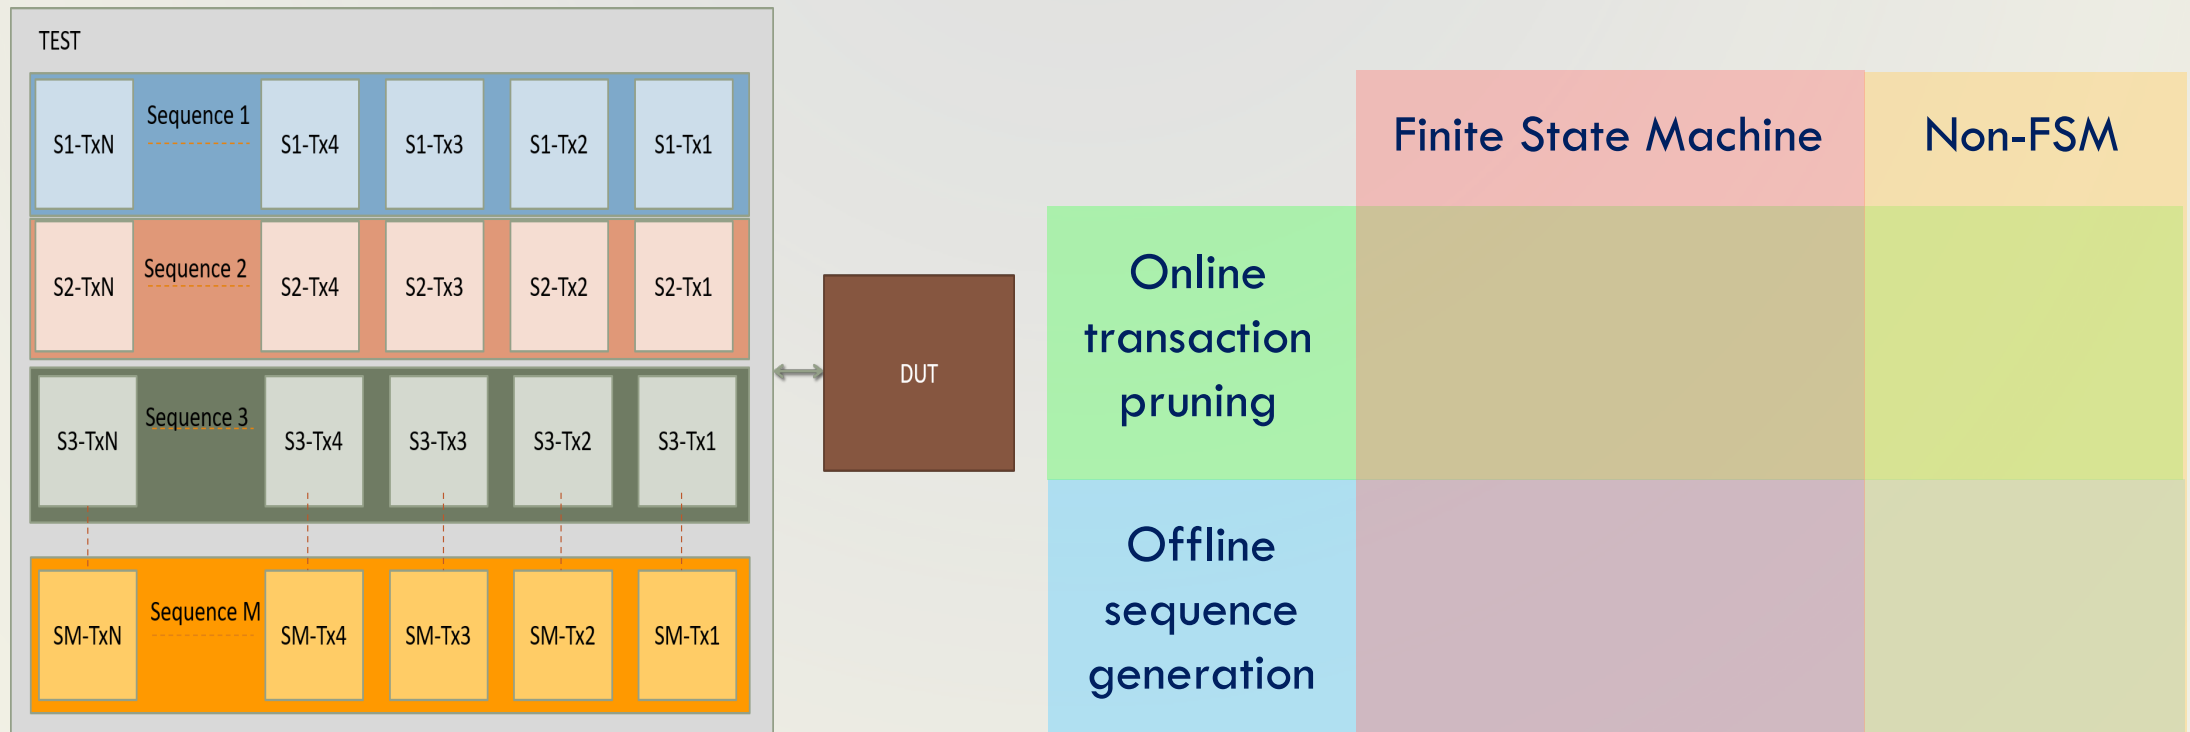 TEST
Sequence 1
S1-TxN S1-Tx4 S1-Tx3 S1-Tx2 S1-Tx1
Sequence 2
S2-TxN S2-Tx4 S2-Tx3 S2-Tx2 S2-Tx1
Sequence 3
S3-TxN S3-Tx4 S3-Tx3 S3-Tx2 S3-Tx1
Sequence M
SM-TxN SM-Tx4 SM-Tx3 SM-Tx2 SM-Tx1
DUT
Finite State Machine Non-FSM
Online
transaction
pruning
Offline
sequence
generation